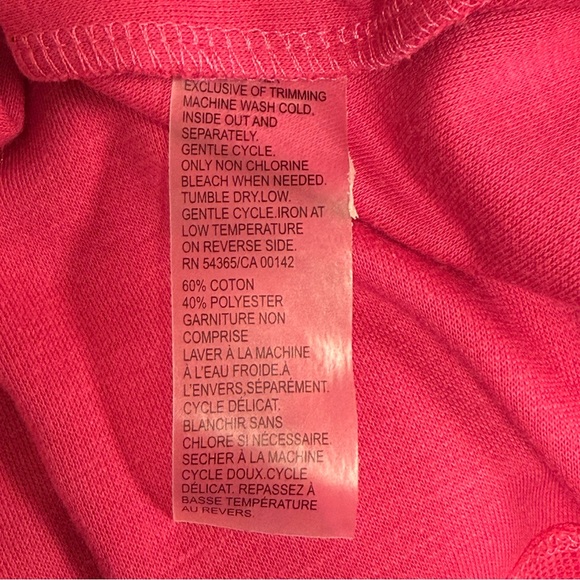 EXCLUSIVE OF TRIMMING
MACHINE WASH COLD,
INSIDE OUT AND
SEPARATELY.
GENTLE CYCLE.
ONLY NON CHLORINE
BLEACH WHEN NEEDED.
TUMBLE DRY.LOW.
GENTLE CYCLE.IRON AT
LOW TEMPERATURE
ON REVERSE SIDE.
RN 54365/CA 00142
60% COTON
40% POLYESTER
GARNITURE NON
COMPRISE
LAVER À LA MACHINE
À L'EAU FROIDE.À
L'ENVERS,SÉPARÉMENT.
CYCLE DÉLICAT.
BLANCHIR SANS
CHLORE SI NÉCESSAIRE.
SECHER À LA MACHINE
CYCLE DOUX.CYCLE
DÉLICAT. REPASSEZ À
BASSE TEMPÉRATURE
AU REVERS.